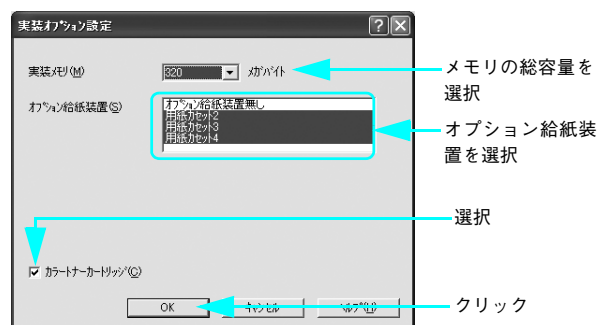 実装ｵﾌﾟｼｮﾝ設定
実装ﾒﾓﾘ(M)
320
ﾒｶﾞﾊﾞｲﾄ
メモリの総容量を
選択
ｵﾌﾟｼｮﾝ給紙装置(S)
ｵﾌﾟｼｮﾝ給紙装置無し
用紙ｶｾｯﾄ2
用紙ｶｾｯﾄ3
用紙ｶｾｯﾄ4
オプション給紙装
置を選択
選択
ｶﾗｰﾄﾅｰｶｰﾄﾘｯｼﾞ(C)
OK
ｷｬﾝｾﾙ
ﾍﾙﾌﾟ(H)
クリック